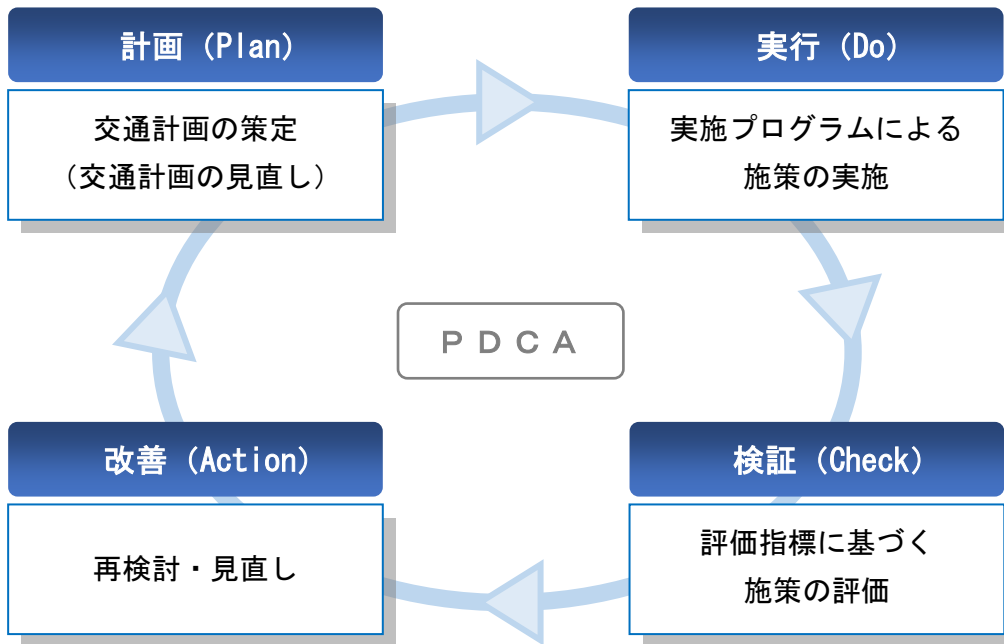 計画（Plan）
交通計画の策定
（交通計画の見直し）
実行（Do）
実施プログラムによる
施策の実施
ＰＤＣＡ
改善（Action）
再検討・見直し
検証（Check）
評価指標に基づく
施策の評価